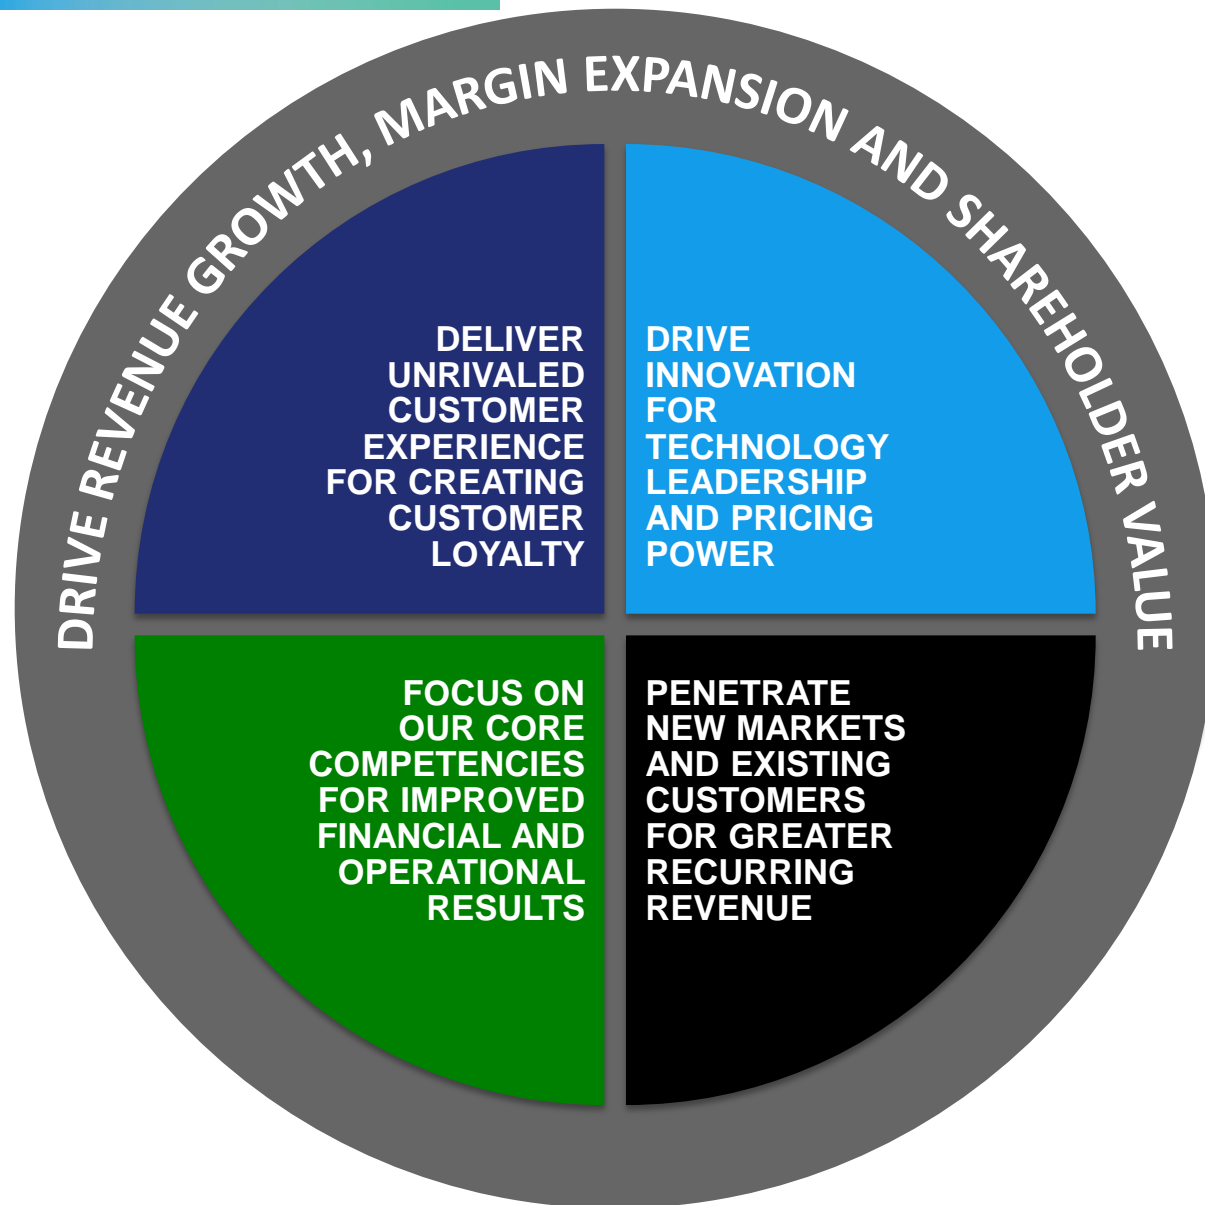 DRIVE REVENUE GROWTH, MARGIN EXPANSION AND SHAREHOLDER VALUE
DELIVER
UNRIVALED
CUSTOMER
EXPERIENCE
FOR CREATING
CUSTOMER
LOYALTY
DRIVE
INNOVATION
FOR
TECHNOLOGY
LEADERSHIP
AND PRICING
POWER
FOCUS ON
OUR CORE
COMPETENCIES
FOR IMPROVED
FINANCIAL AND
OPERATIONAL
RESULTS
PENETRATE
NEW MARKETS
AND EXISTING
CUSTOMERS
FOR GREATER
RECURRING
REVENUE